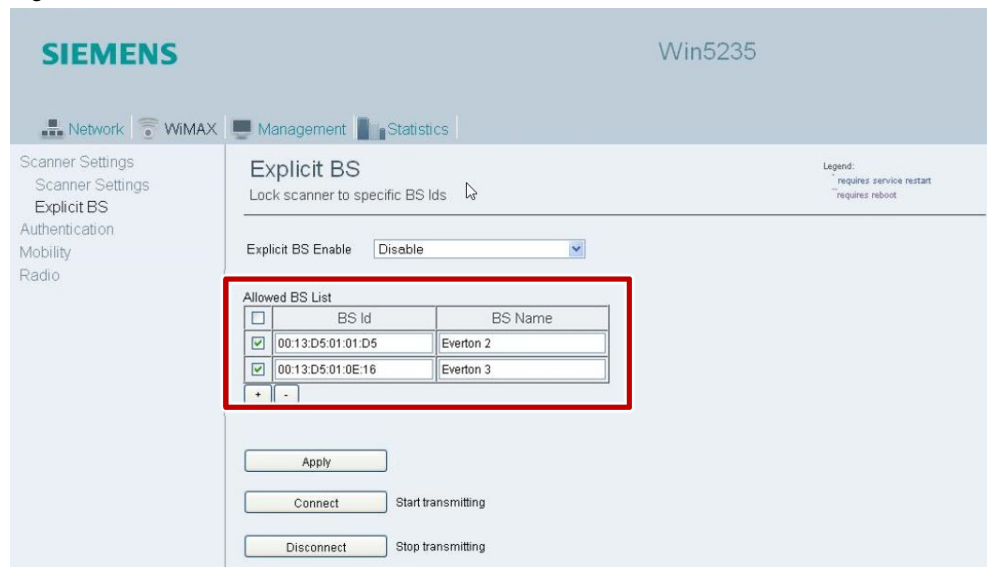 SIEMENS
Win5235
Network WiMAX Management Statistics
Scanner Settings
Scanner Settings
Explicit BS
Authentication
Mobility
Radio
Explicit BS
Lock scanner to specific BS Ids
Legend:
* requires service restart
** requires reboot
Explicit BS Enable Disable
Allowed BS List
BS Id BS Name
00:13:D5:01:01:D5 Everton 2
00:13:D5:01:0E:16 Everton 3
+ -
Apply
Connect Start transmitting
Disconnect Stop transmitting